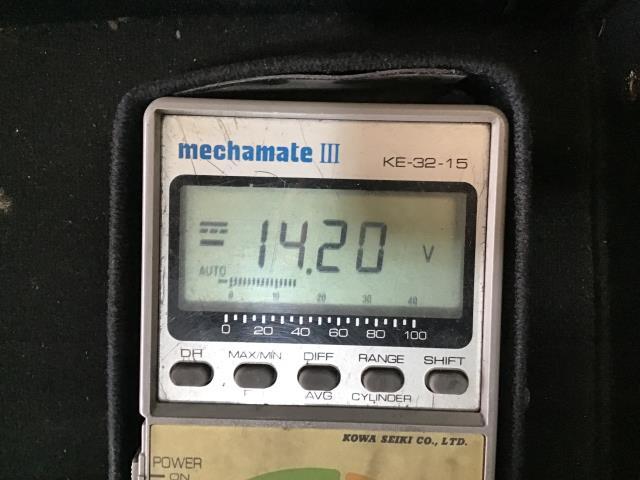 mechamate III
KE-32-15
14.20 V
AUTO
0 10 20 30 40
0 20 40 60 80 100
DH MAX/MIN DIFF RANGE SHIFT
AVG CYLINDER
KOWA SEIKI CO., LTD.
POWER
ON